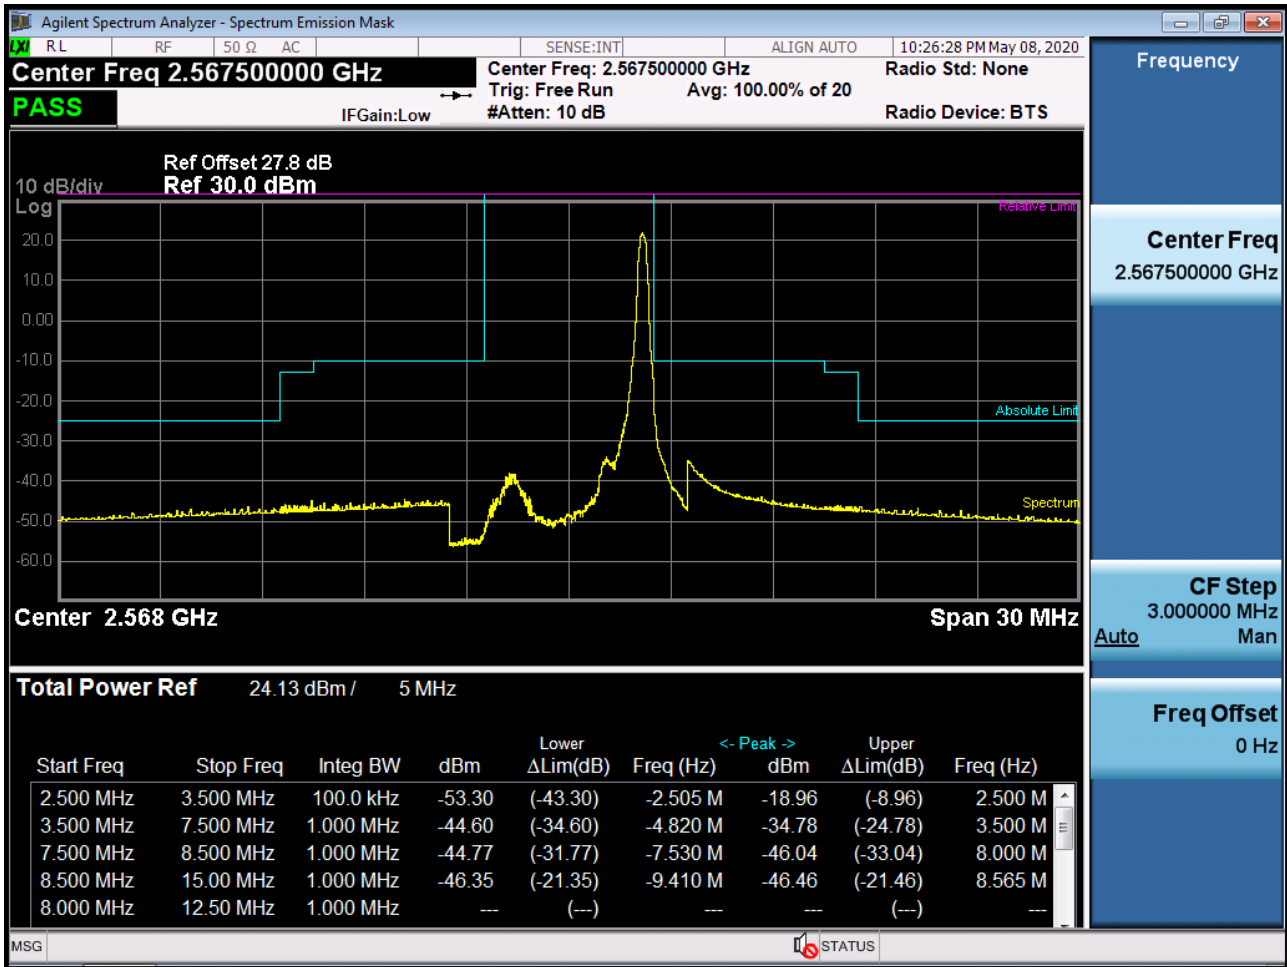 Agilent Spectrum Analyzer - Spectrum Emission Mask
LXI RL RF 50 Ω AC SENSE:INT ALIGN AUTO 10:26:28 PM May 08, 2020
Center Freq 2.567500000 GHz
PASS
IFGain:Low
Center Freq: 2.567500000 GHz
Trig: Free Run Avg: 100.00% of 20
#Atten: 10 dB
Radio Std: None
Radio Device: BTS
Ref Offset 27.8 dB
10 dB/div Ref 30.0 dBm
Log
Relative Limit
20.0
10.0
0.00
-10.0
-20.0
Absolute Limit
-30.0
-40.0
Spectrum
-50.0
-60.0
Center 2.568 GHz Span 30 MHz
Total Power Ref 24.13 dBm / 5 MHz
Lower <- Peak -> Upper
Start Freq Stop Freq Integ BW dBm ΔLim(dB) Freq (Hz) dBm ΔLim(dB) Freq (Hz)
2.500 MHz 3.500 MHz 100.0 kHz -53.30 (-43.30) -2.505 M -18.96 (-8.96) 2.500 M
3.500 MHz 7.500 MHz 1.000 MHz -44.60 (-34.60) -4.820 M -34.78 (-24.78) 3.500 M
7.500 MHz 8.500 MHz 1.000 MHz -44.77 (-31.77) -7.530 M -46.04 (-33.04) 8.000 M
8.500 MHz 15.00 MHz 1.000 MHz -46.35 (-21.35) -9.410 M -46.46 (-21.46) 8.565 M
8.000 MHz 12.50 MHz 1.000 MHz --- (---) --- --- (---) ---
MSG STATUS
Frequency
Center Freq
2.567500000 GHz
CF Step
3.000000 MHz
Auto Man
Freq Offset
0 Hz